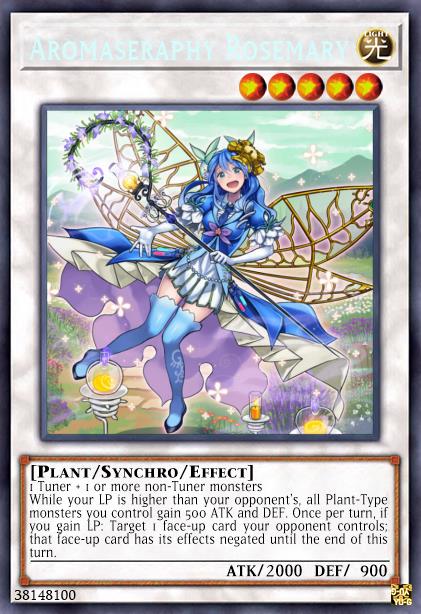 Aromaseraphy Rosemary
LIGHT
光
[Plant/Synchro/Effect]
1 Tuner + 1 or more non-Tuner monsters
While your LP is higher than your opponent's, all Plant-Type
monsters you control gain 500 ATK and DEF. Once per turn, if
you gain LP: Target 1 face-up card your opponent controls;
that face-up card has its effects negated until the end of this
turn.
ATK/2000 DEF/ 900
38148100